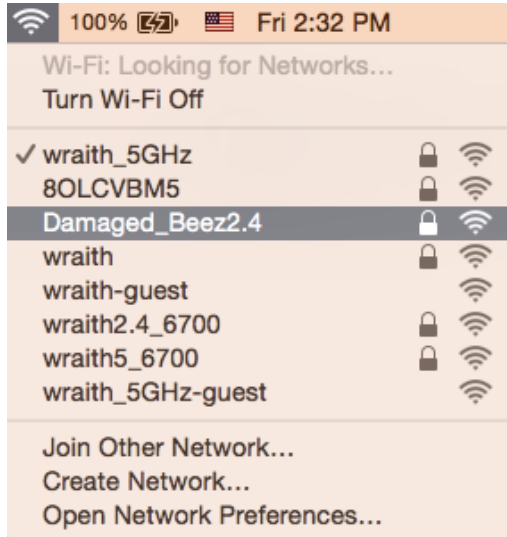 100% Fri 2:32 PM
Wi-Fi: Looking for Networks...
Turn Wi-Fi Off
wraith_5GHz
8OLCVBM5
Damaged_Beez2.4
wraith
wraith-guest
wraith2.4_6700
wraith5_6700
wraith_5GHz-guest
Join Other Network...
Create Network...
Open Network Preferences...